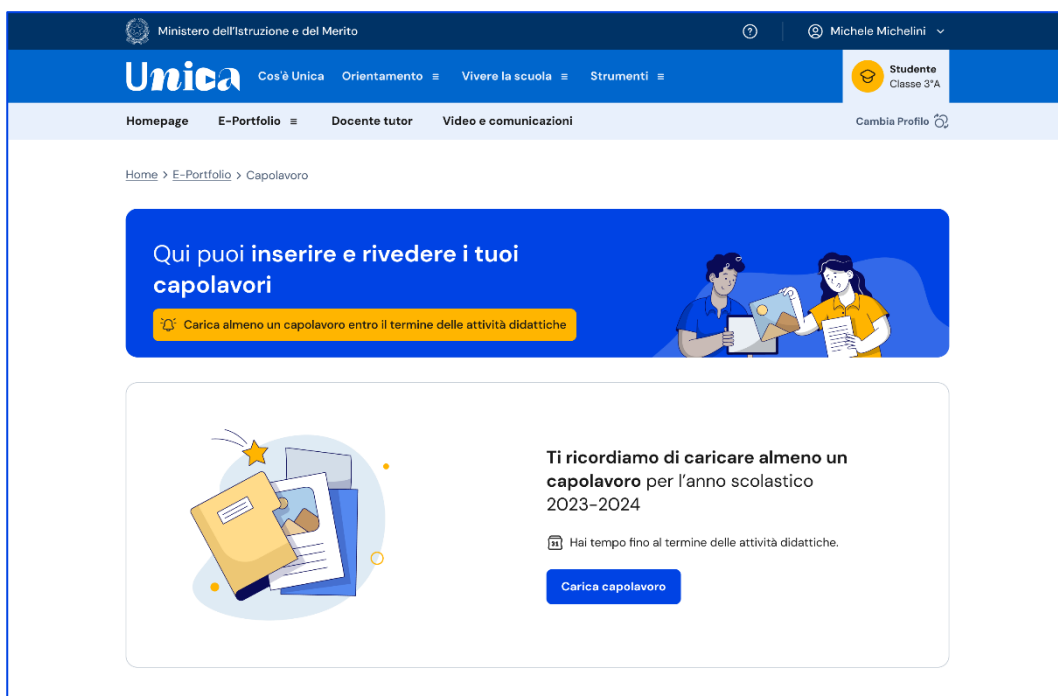 Ministero dell'Istruzione e del Merito
Michele Michelini
Unica
Cos'è Unica Orientamento Vivere la scuola Strumenti
Studente
Classe 3°A
Homepage E-Portfolio Docente tutor Video e comunicazioni Cambia Profilo
Home > E-Portfolio > Capolavoro
Qui puoi inserire e rivedere i tuoi
capolavori
Carica almeno un capolavoro entro il termine delle attività didattiche
Ti ricordiamo di caricare almeno un
capolavoro per l'anno scolastico
2023-2024
31 Hai tempo fino al termine delle attività didattiche.
Carica capolavoro